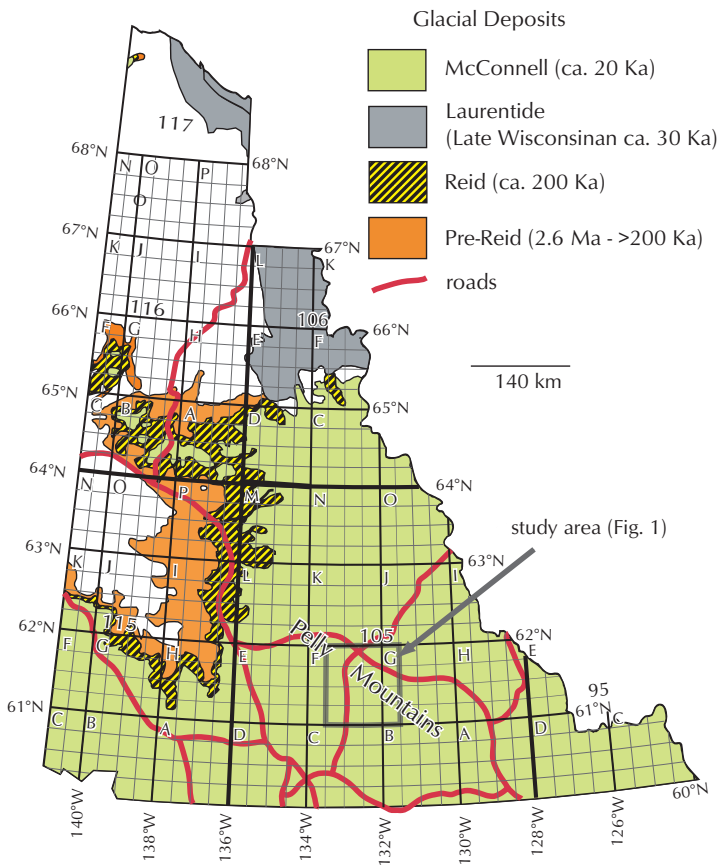 Glacial Deposits
McConnell (ca. 20 Ka)
Laurentide
(Late Wisconsinan ca. 30 Ka)
Reid (ca. 200 Ka)
Pre-Reid (2.6 Ma - >200 Ka)
roads
140 km
study area (Fig. 1)
117
68°N
68°N
N O P
O
67°N
67°N
K J I L K
116
106
66°N
66°N
F G H E F
65°N
65°N
C B A D C
64°N
64°N
N O P M N O
63°N
63°N
K J I L K J I
62°N
62°N
115
105
F G H E F G H E
Pelly
Mountains
95
61°N
61°N
C B A D C B A D C
60°N
140°W
138°W
136°W
134°W
132°W
130°W
128°W
126°W